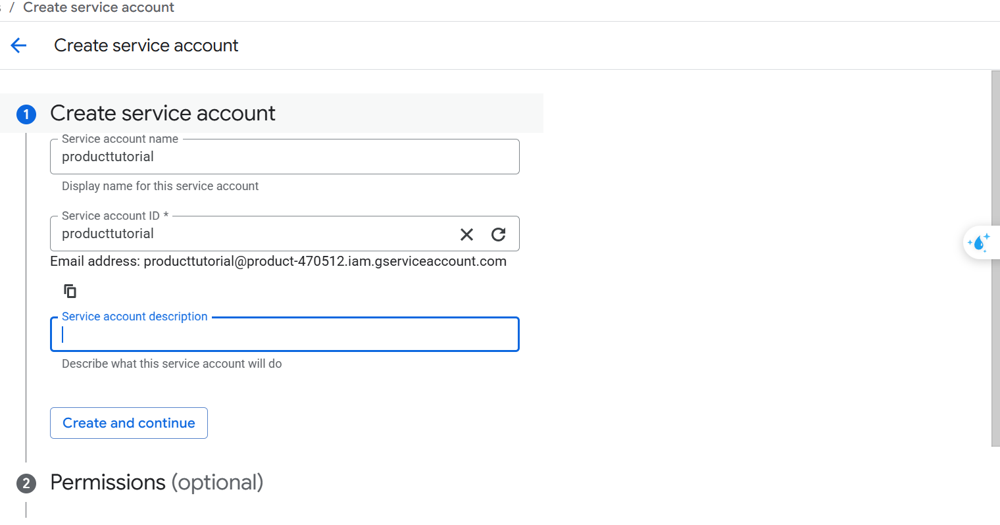 / Create service account
Create service account
1 Create service account
Service account name
producttutorial
Display name for this service account
Service account ID *
producttutorial
Email address: producttutorial@product-470512.iam.gserviceaccount.com
Service account description
Describe what this service account will do
Create and continue
2 Permissions (optional)